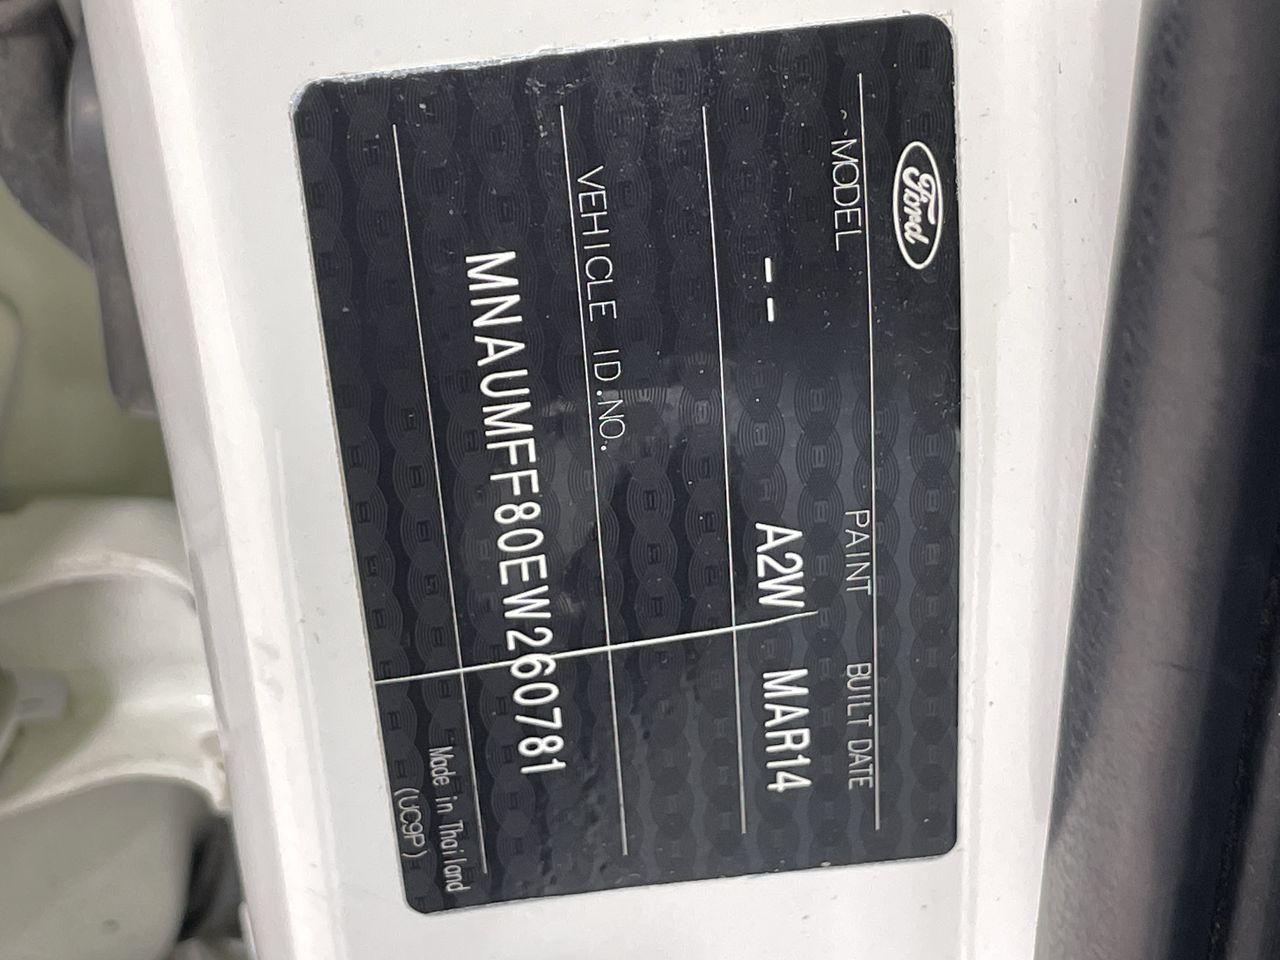 Ford
MODEL PAINT BUILT DATE
-- A2W MAR14
VEHICLE ID.NO.
MNAUMFF80EW260781
Made in Thailand
(UC9P)